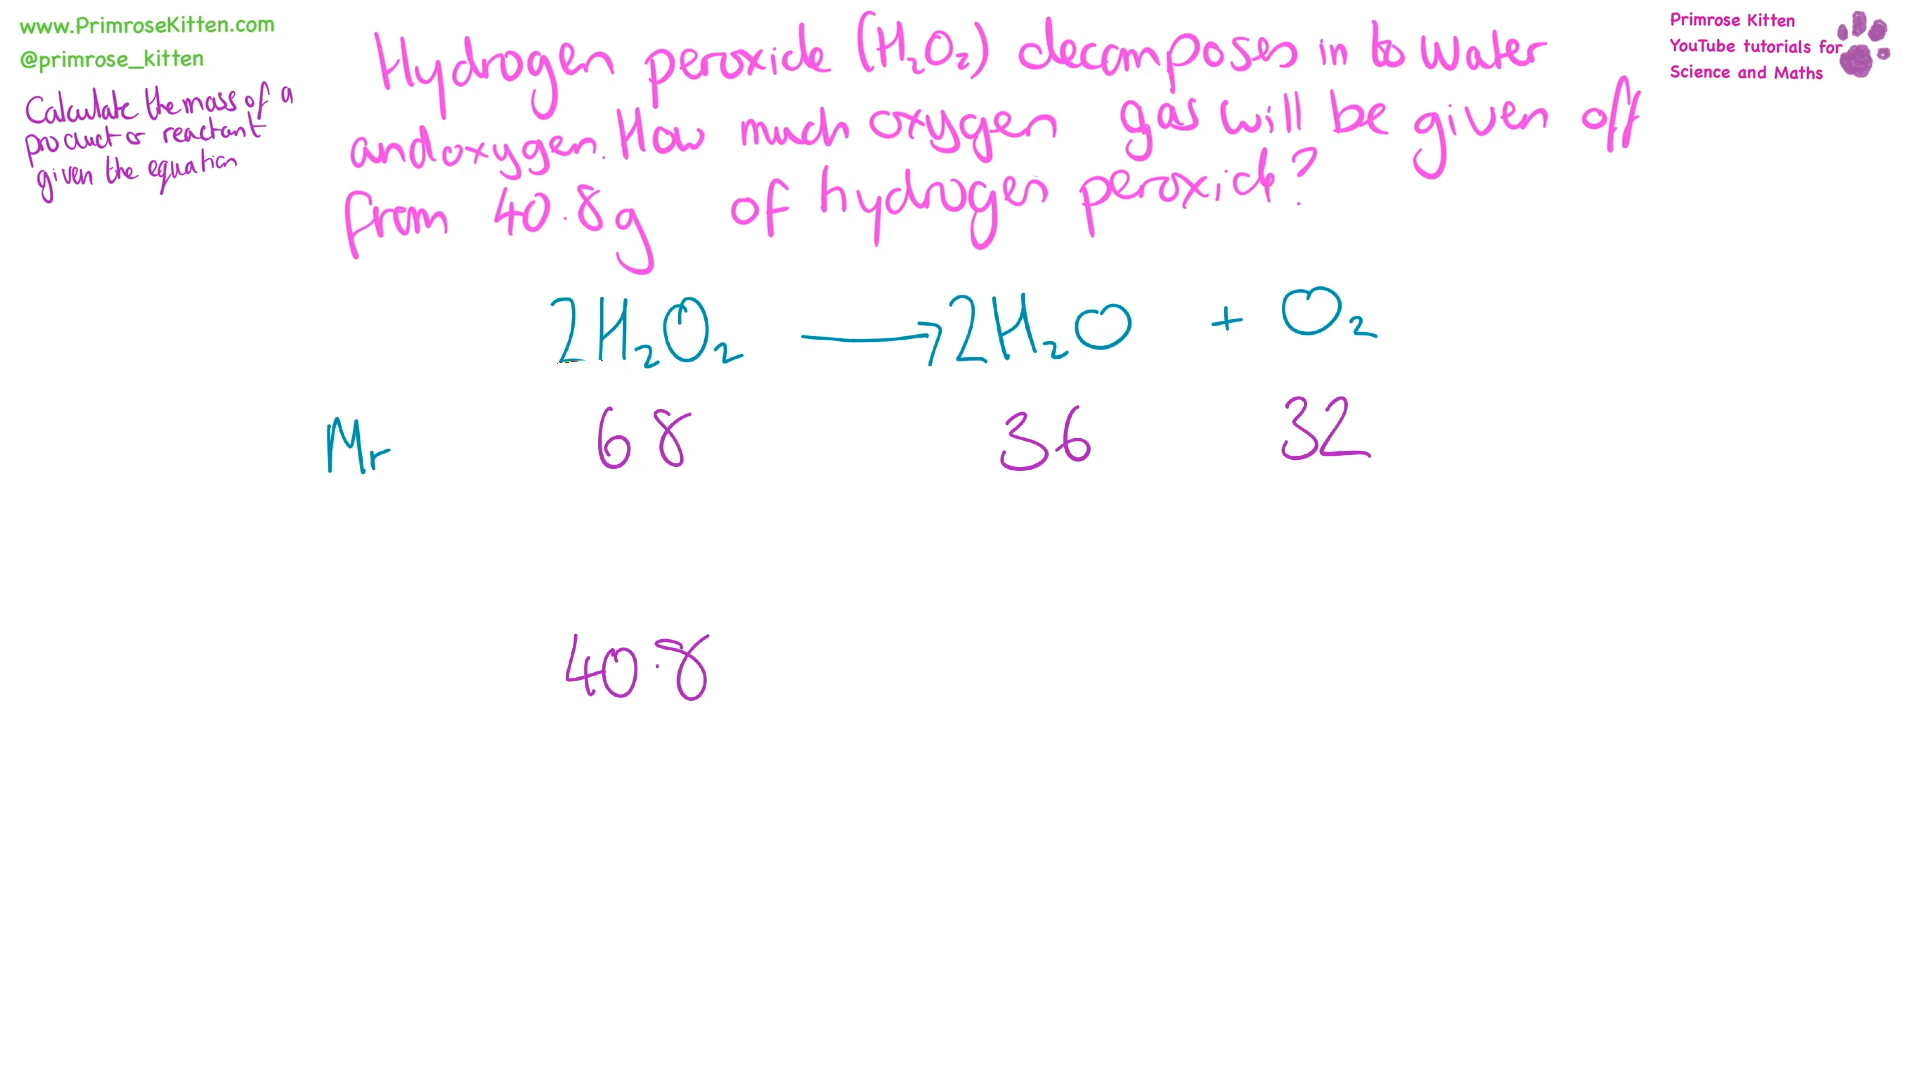 www.PrimroseKitten.com
@primrose_kitten
Calculate the mass of a
product or reactant
given the equation
Primrose Kitten
YouTube tutorials for
Science and Maths
Hydrogen peroxide (H₂O₂) decomposes in to water
and oxygen. How much oxygen gas will be given off
from 40.8g of hydrogen peroxide?
2H₂O₂ → 2H₂O + O₂
Mr 68 36 32
40.8